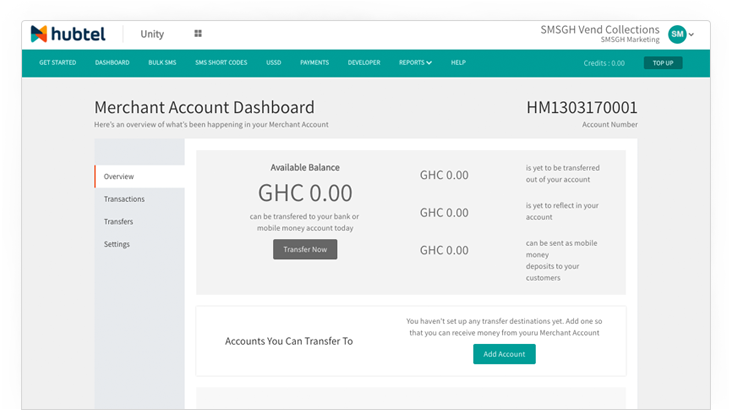 hubtel
Unity
SMSGH Vend Collections
SMSGH Marketing
SM
GET STARTED
DASHBOARD
BULK SMS
SMS SHORT CODES
USSD
PAYMENTS
DEVELOPER
REPORTS
HELP
Credits : 0.00
TOP UP
Merchant Account Dashboard
Here's an overview of what's been happening in your Merchant Account
HM1303170001
Account Number
Overview
Transactions
Transfers
Settings
Available Balance
GHC 0.00
can be transfered to your bank or
mobile money account today
Transfer Now
GHC 0.00
is yet to be transferred
out of your account
GHC 0.00
is yet to reflect in your
account
GHC 0.00
can be sent as mobile
money
deposits to your
customers
Accounts You Can Transfer To
You haven't set up any transfer destinations yet. Add one so
that you can receive money from youru Merchant Account
Add Account